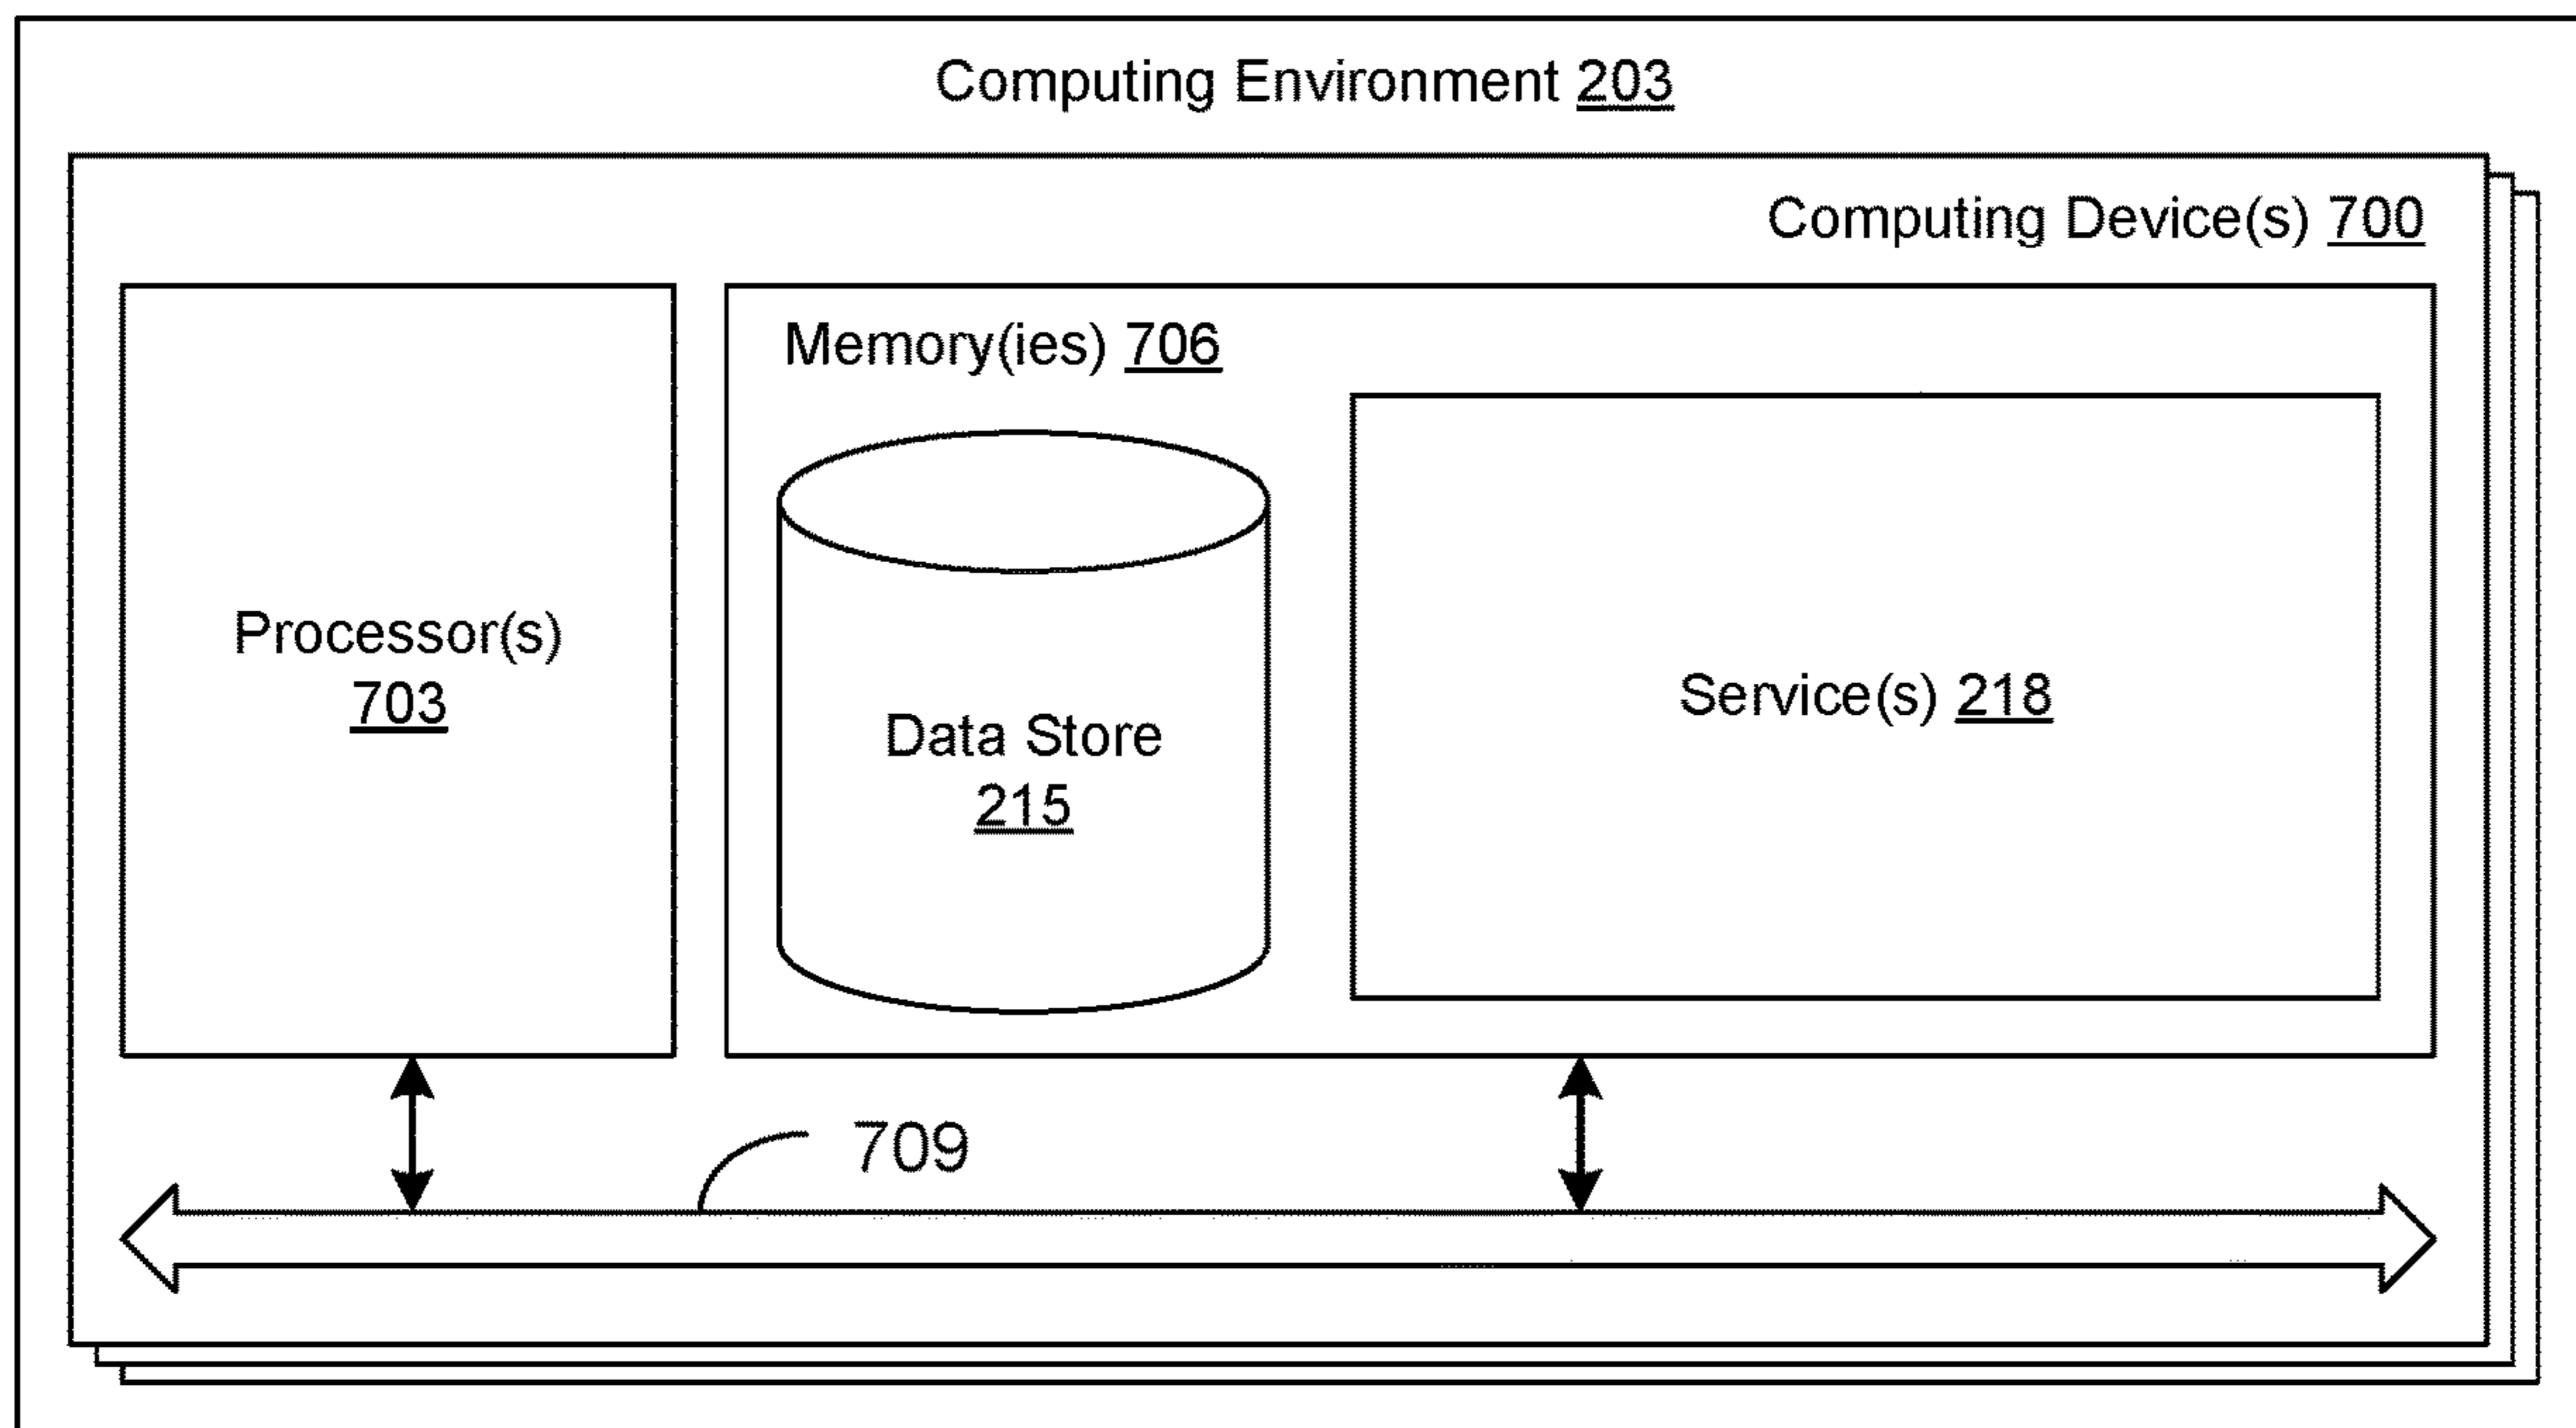 Computing Environment 203
Computing Device(s) 700
Memory(ies) 706
Processor(s)
703
Data Store
215
Service(s) 218
709